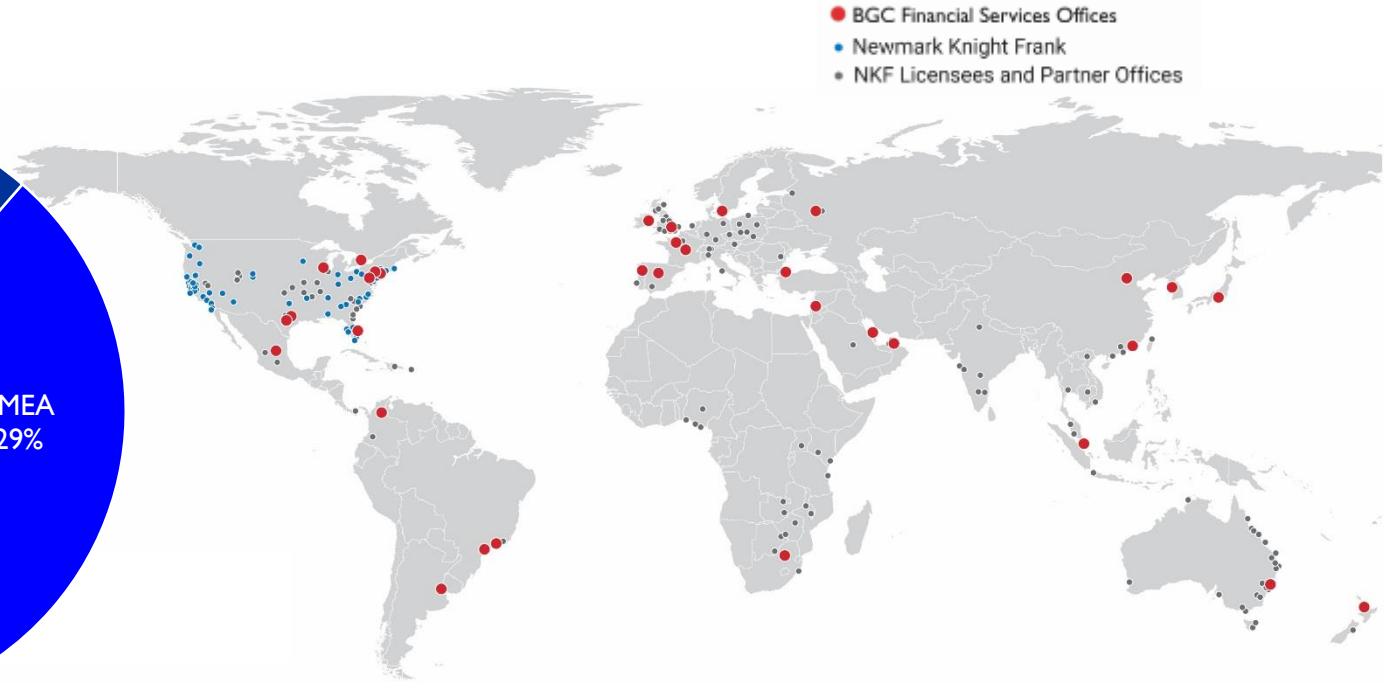 BGC Financial Services Offices
Newmark Knight Frank
NKF Licensees and Partner Offices
MEA
29%